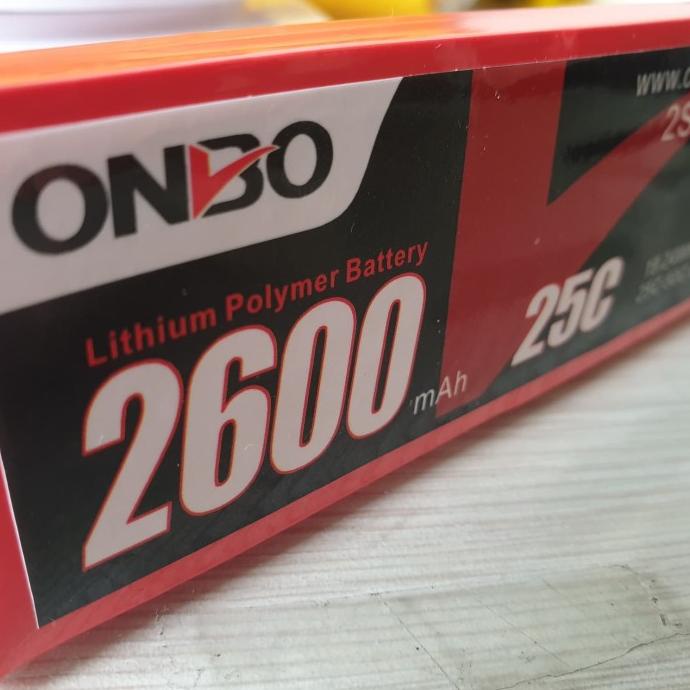 ONBO
Lithium Polymer Battery
2600
mAh
25C
2S